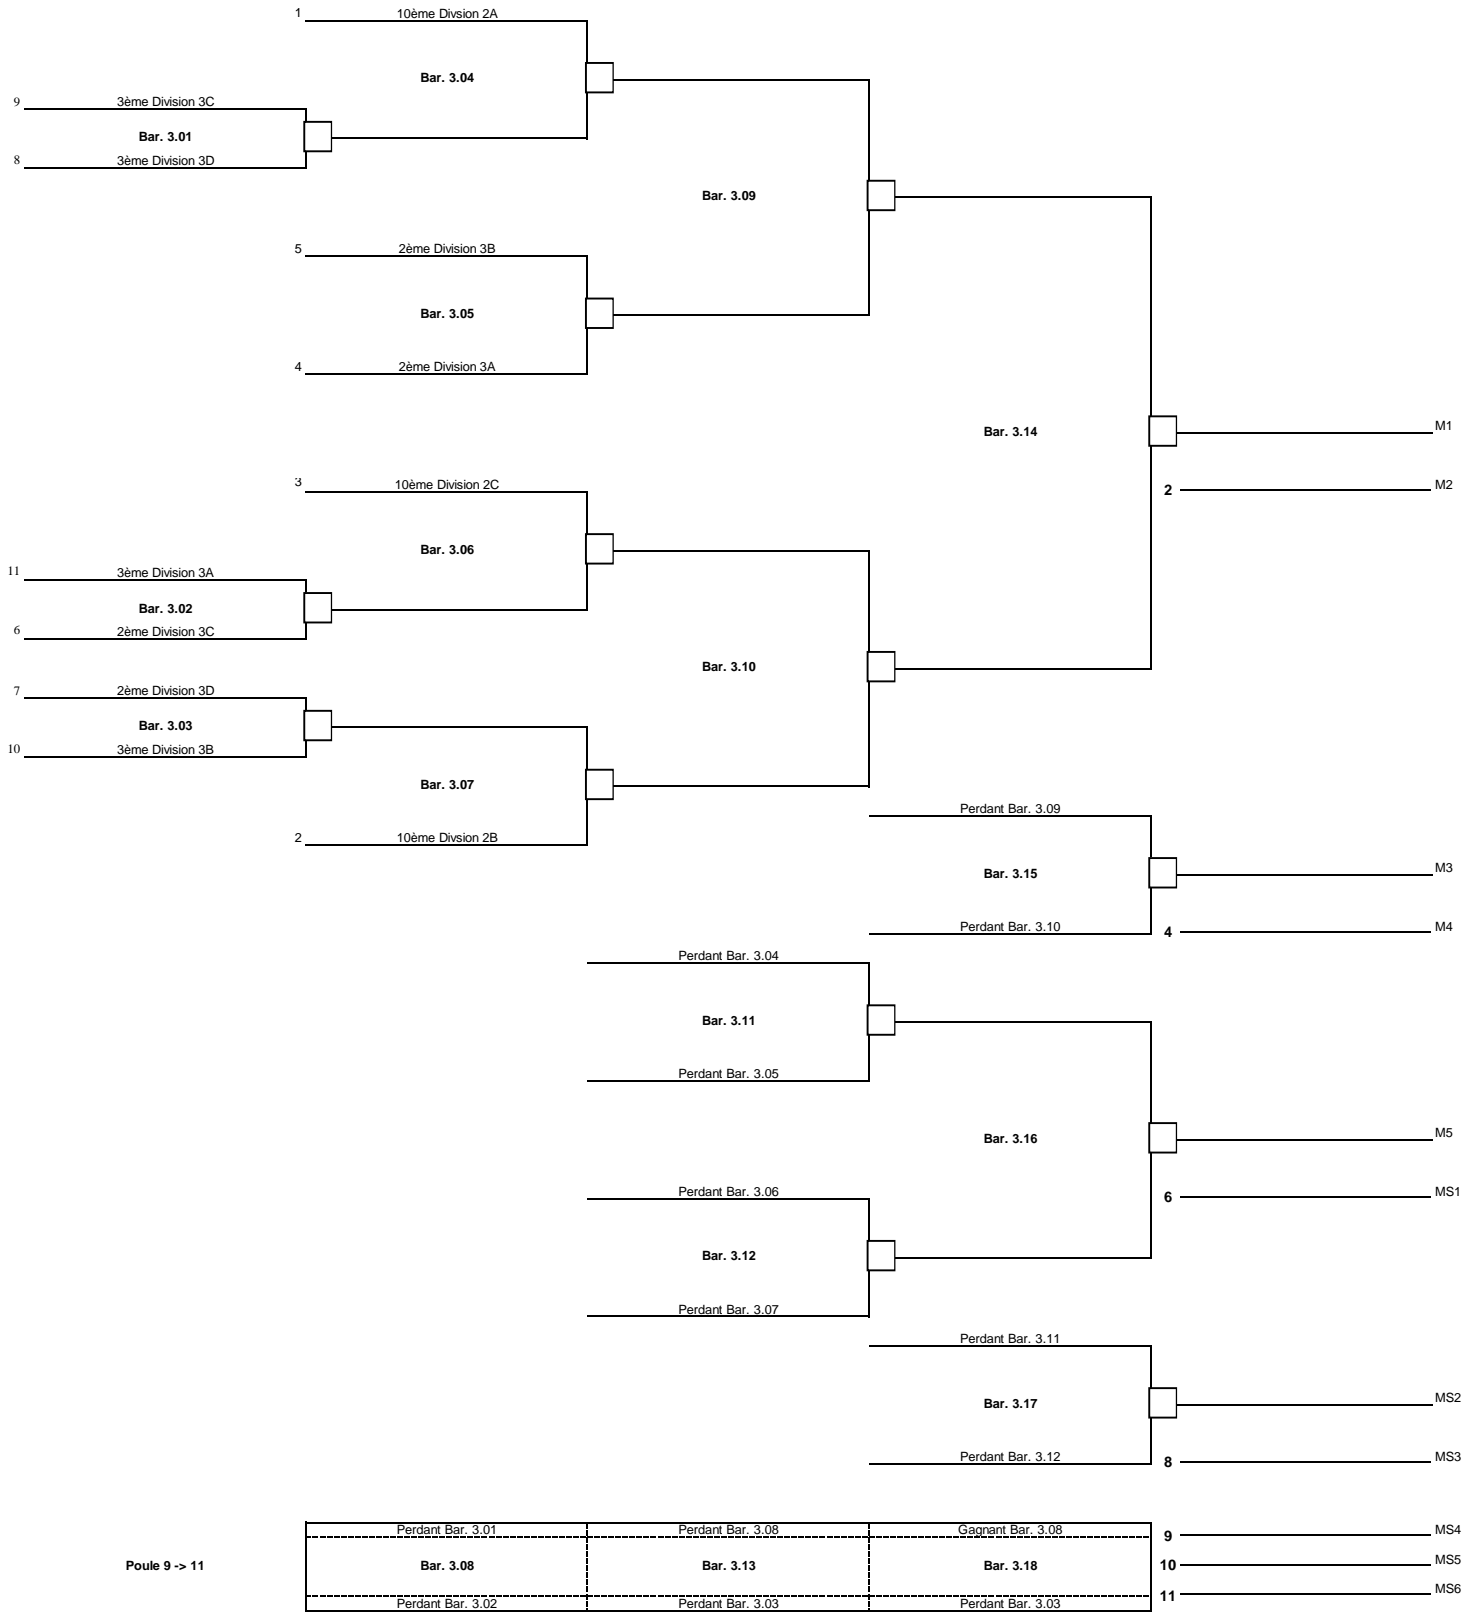 1 10ème Divsion 2A
Bar. 3.04
9 3ème Division 3C
Bar. 3.01
8 3ème Division 3D
Bar. 3.09
5 2ème Division 3B
Bar. 3.05
4 2ème Division 3A
Bar. 3.14 M1
3 10ème Division 2C 2 M2
Bar. 3.06
11 3ème Division 3A
Bar. 3.02
6 2ème Division 3C
Bar. 3.10
7 2ème Division 3D
Bar. 3.03
10 3ème Division 3B
Bar. 3.07
Perdant Bar. 3.09
2 10ème Divsion 2B
Bar. 3.15 M3
Perdant Bar. 3.10 4 M4
Perdant Bar. 3.04
Bar. 3.11
Perdant Bar. 3.05
Bar. 3.16 M5
Perdant Bar. 3.06 6 MS1
Bar. 3.12
Perdant Bar. 3.07
Perdant Bar. 3.11
Bar. 3.17 MS2
Perdant Bar. 3.12 8 MS3
Perdant Bar. 3.01 Perdant Bar. 3.08 Gagnant Bar. 3.08 9 MS4
Poule 9 -> 11 Bar. 3.08 Bar. 3.13 Bar. 3.18 10 MS5
Perdant Bar. 3.02 Perdant Bar. 3.03 Perdant Bar. 3.03 11 MS6